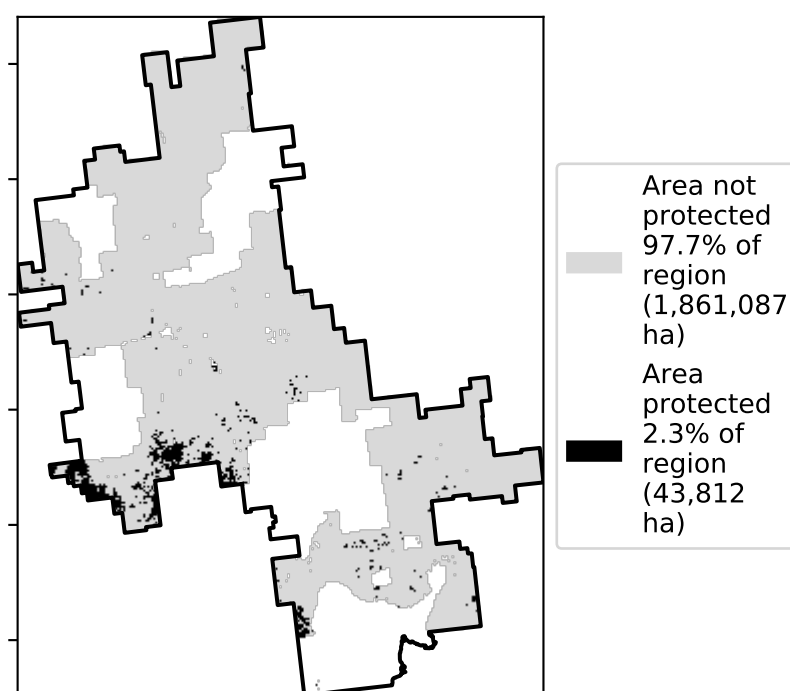 Area not
protected
97.7% of
region
(1,861,087
ha)
Area
protected
2.3% of
region
(43,812
ha)